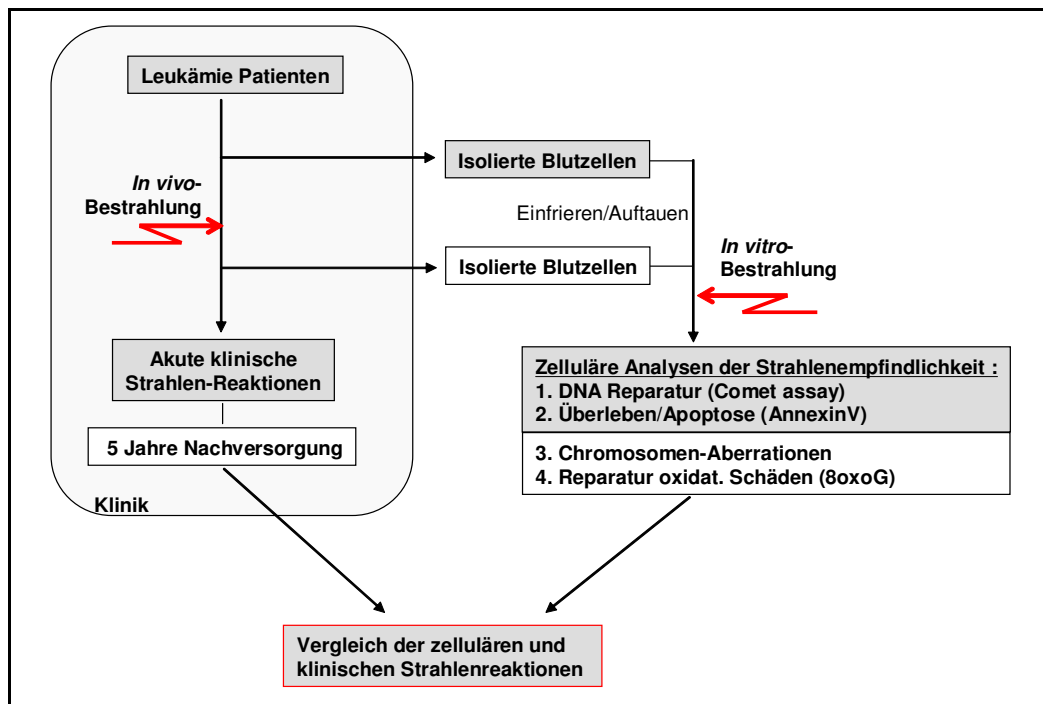 Leukämie Patienten
In vivo-
Bestrahlung
Isolierte Blutzellen
Einfrieren/Auftauen
Isolierte Blutzellen
In vitro-
Bestrahlung
Akute klinische
Strahlen-Reaktionen
5 Jahre Nachversorgung
Klinik
Zelluläre Analysen der Strahlenempfindlichkeit :
1. DNA Reparatur (Comet assay)
2. Überleben/Apoptose (AnnexinV)
3. Chromosomen-Aberrationen
4. Reparatur oxidat. Schäden (8oxoG)
Vergleich der zellulären und
klinischen Strahlenreaktionen